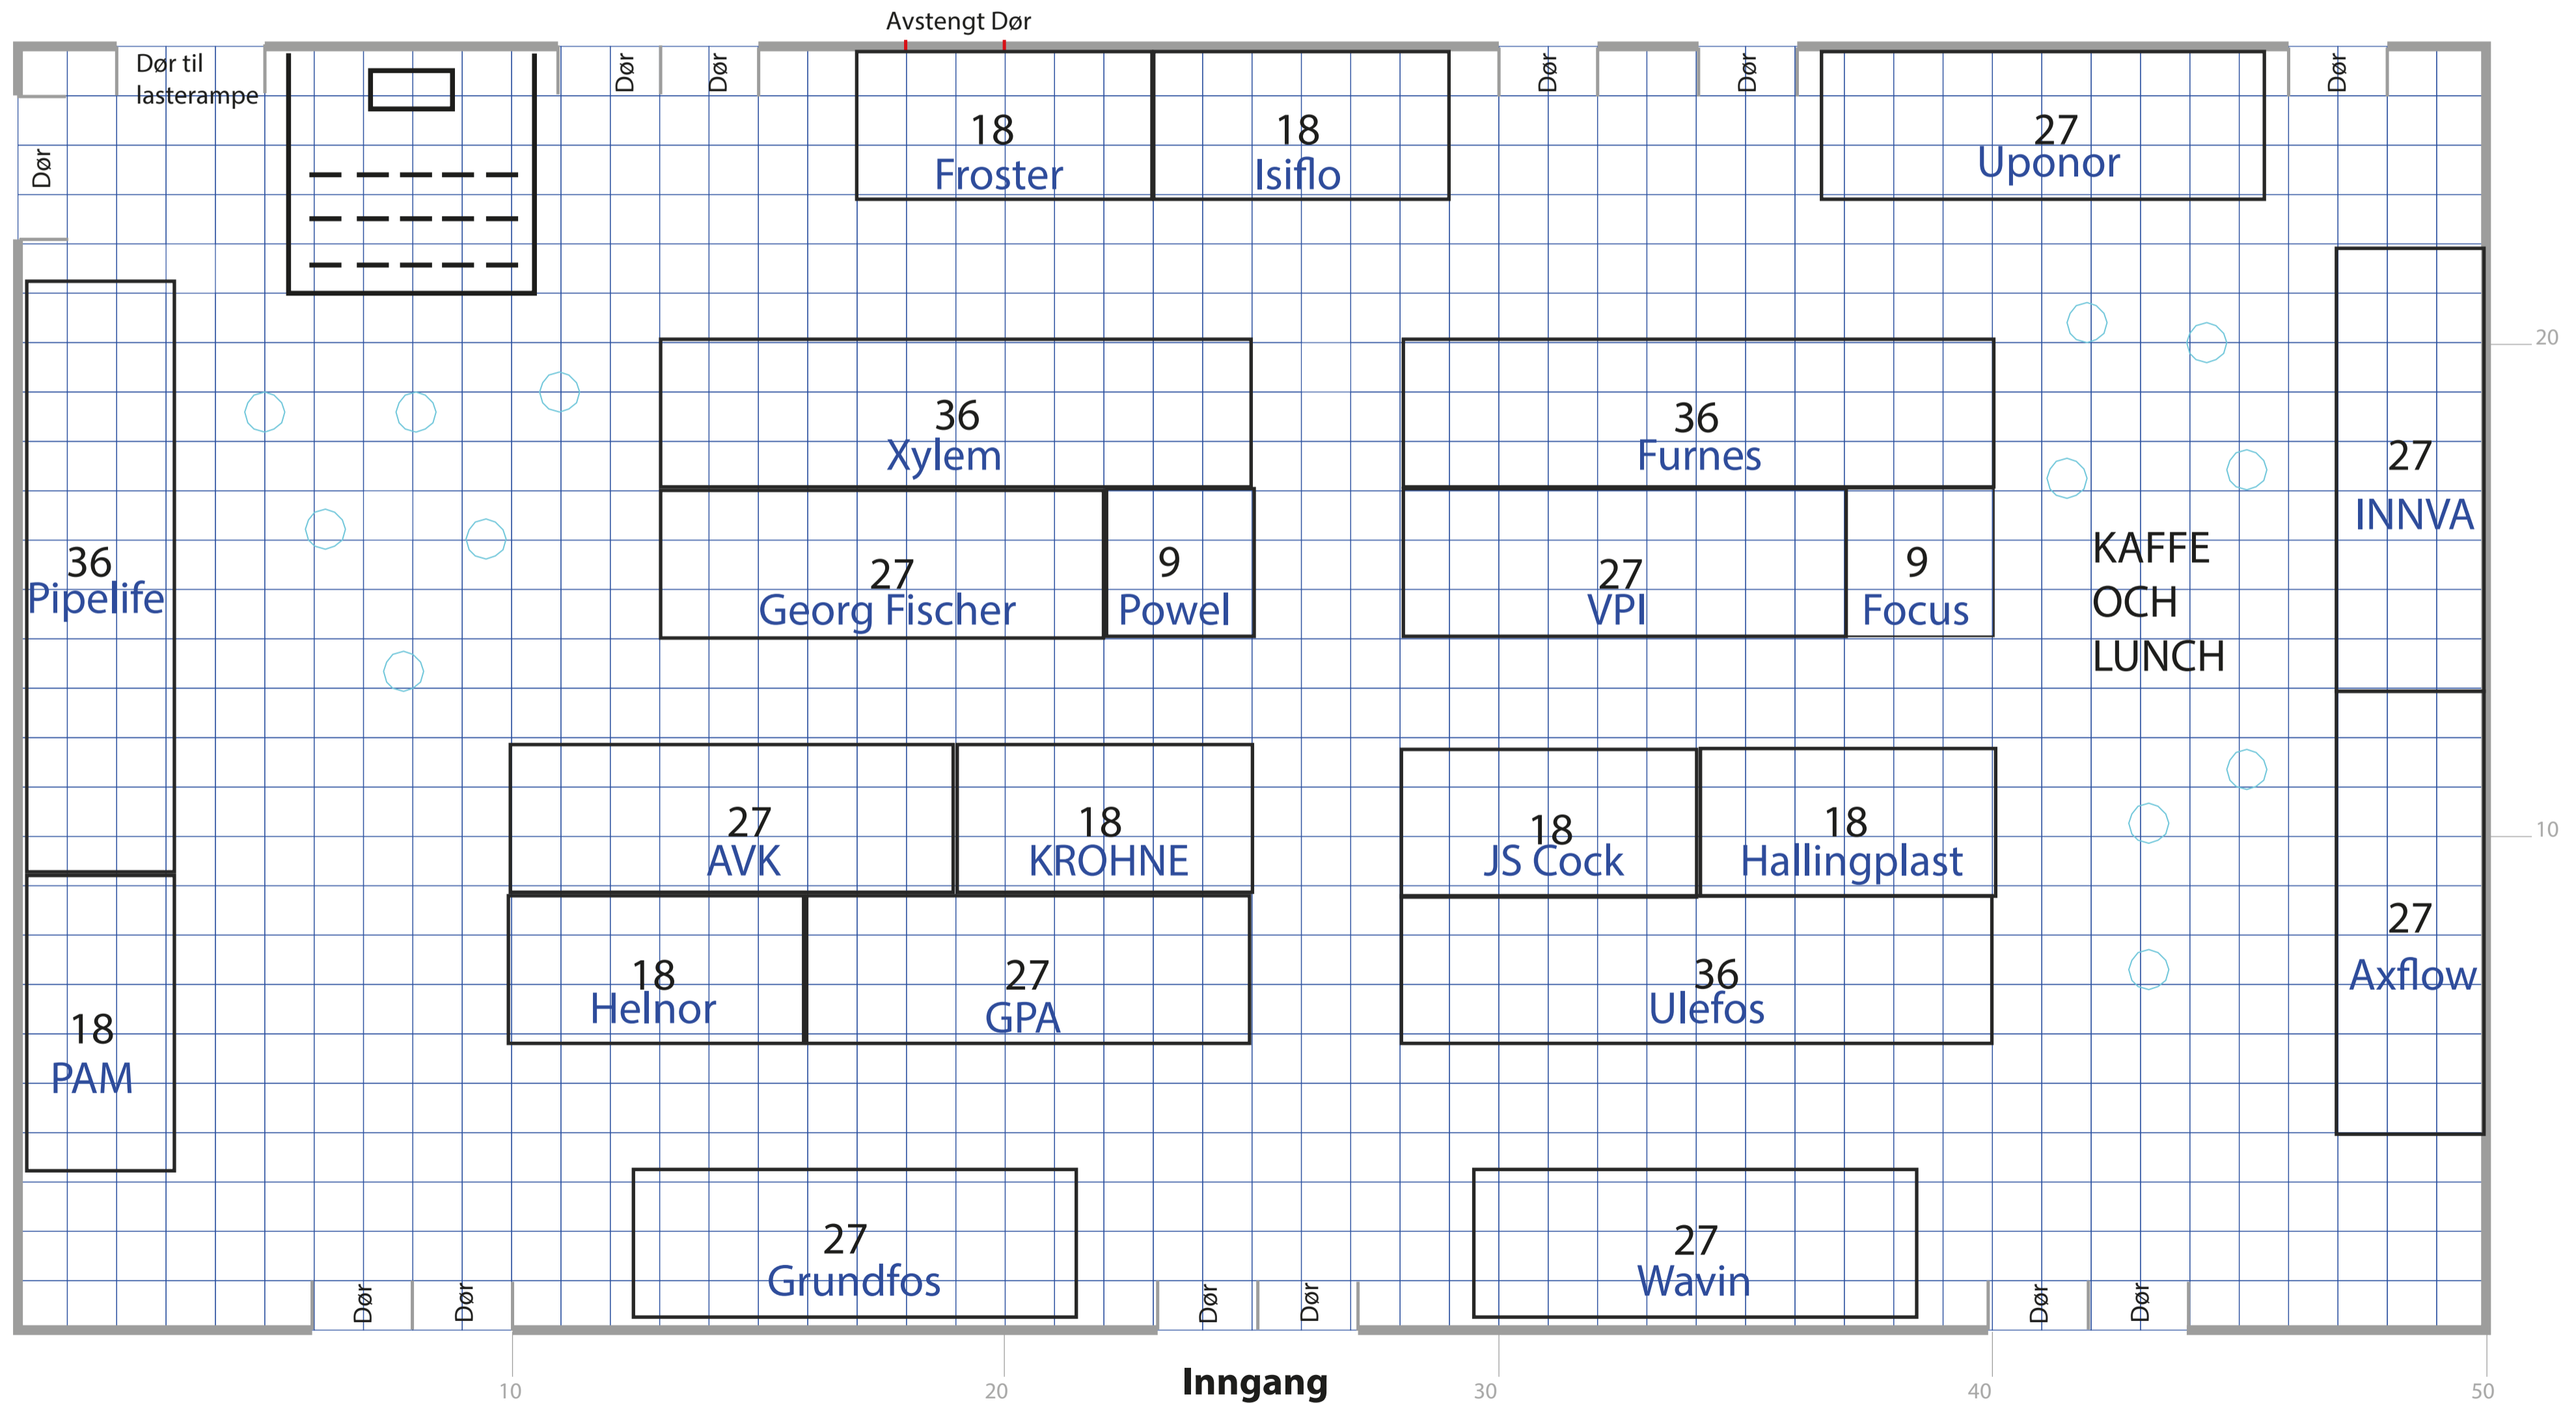 Avstengt Dør
Dør til
lasterampe
Dør
Dør
Dør
Dør
Dør
Dør
18
Froster
18
Isiflo
27
Uponor
20
36
Xylem
36
Furnes
27
INNVA
36
Pipelife
27
Georg Fischer
9
Powel
27
VPI
9
Focus
KAFFE
OCH
LUNCH
27
AVK
18
KROHNE
18
JS Cock
18
Hallingplast
10
18
Helnor
27
GPA
36
Ulefos
27
Axflow
18
PAM
27
Grundfos
27
Wavin
Dør
Dør
Dør
Dør
Dør
Dør
10
20
Inngang
30
40
50